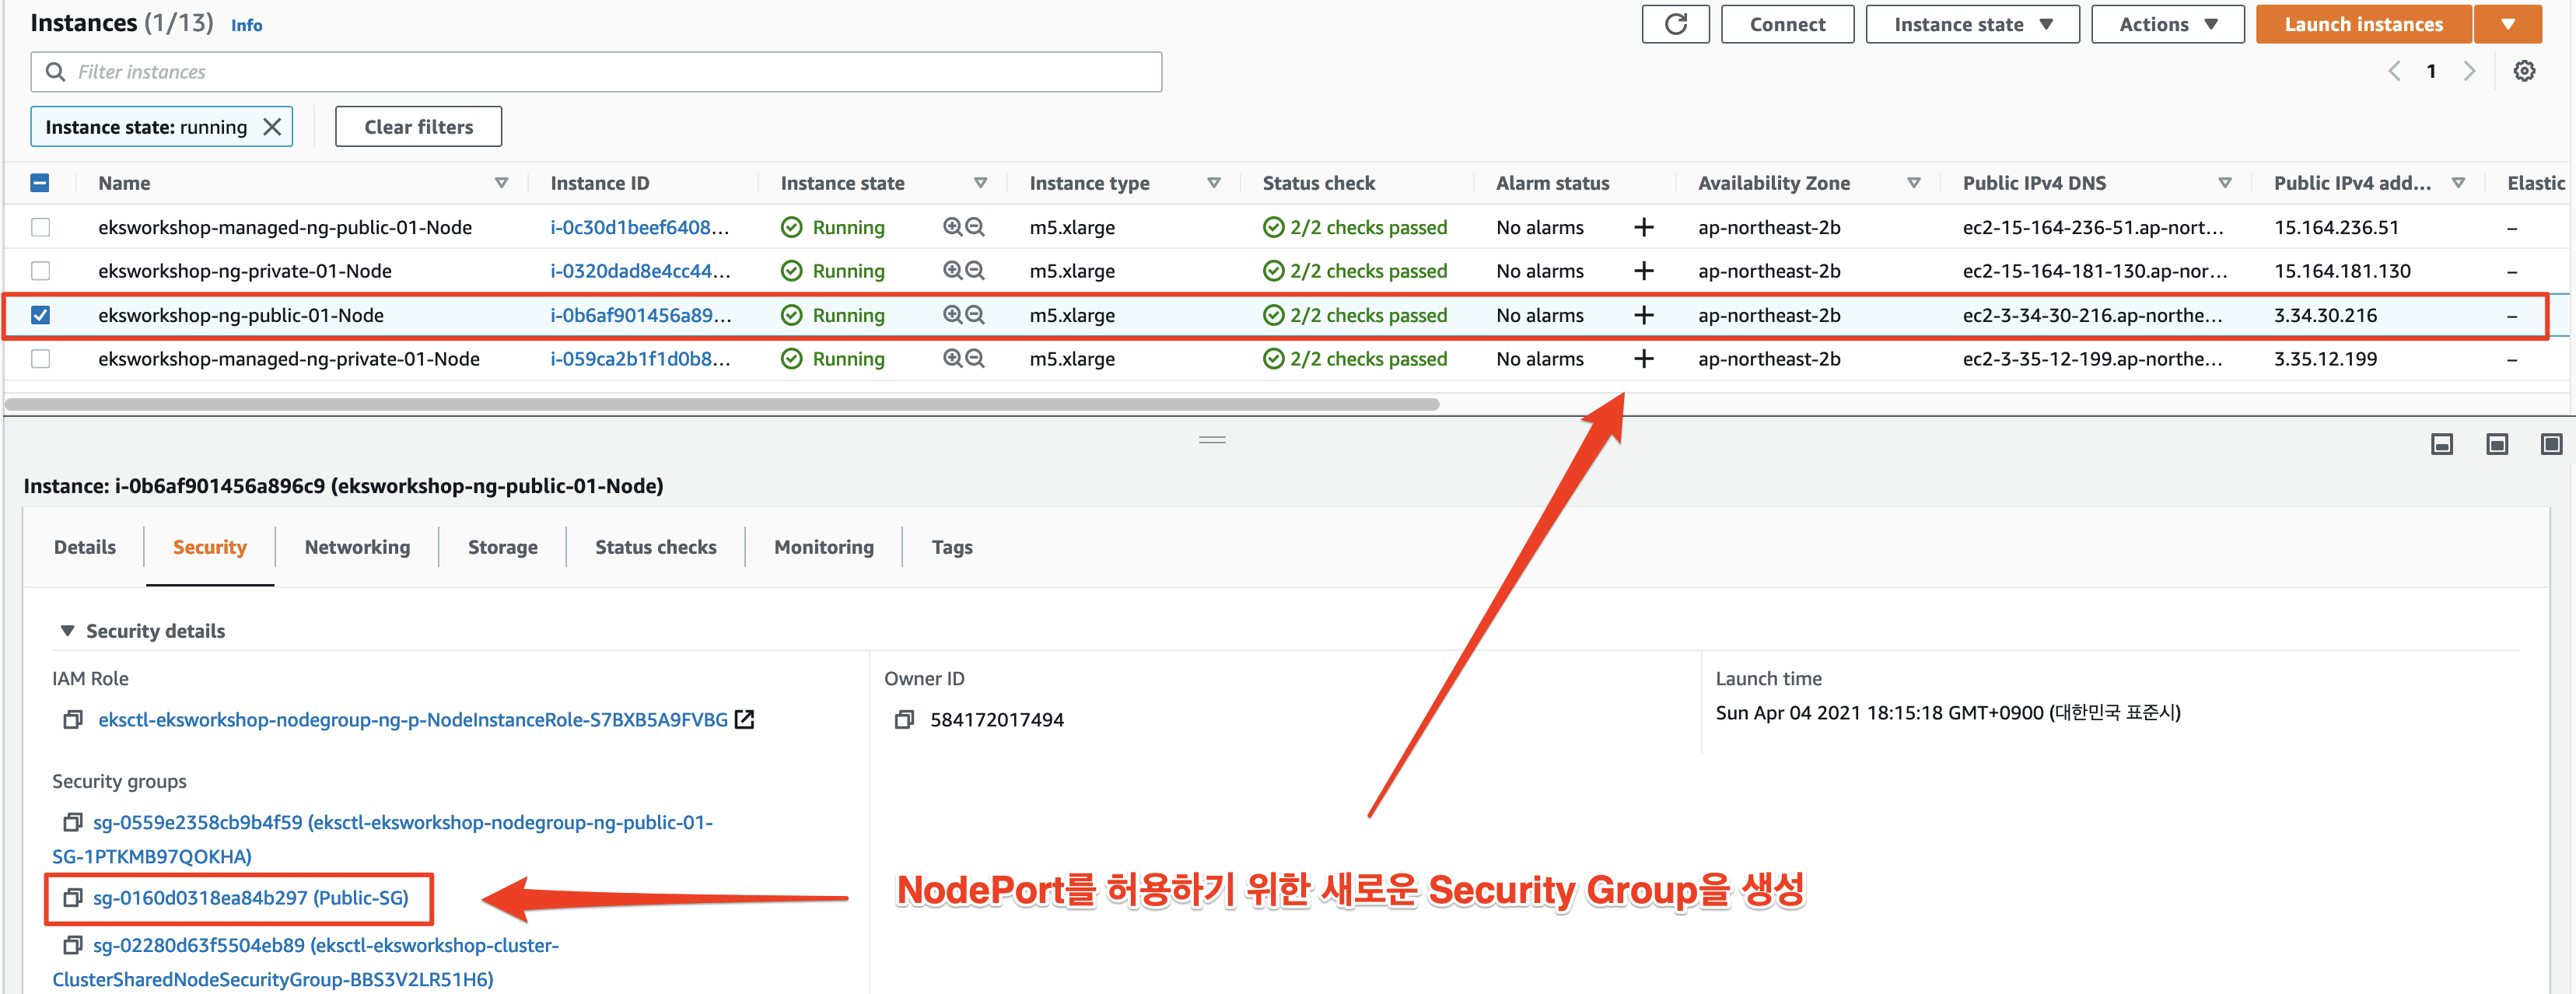 Instances (1/13) Info
Connect
Instance state
Actions
Launch instances
Filter instances
1
Instance state: running
Clear filters
Name Instance ID Instance state Instance type Status check Alarm status Availability Zone Public IPv4 DNS Public IPv4 add... Elastic
eksworkshop-managed-ng-public-01-Node i-0c30d1beef6408... Running m5.xlarge 2/2 checks passed No alarms + ap-northeast-2b ec2-15-164-236-51.ap-nort... 15.164.236.51 –
eksworkshop-ng-private-01-Node i-0320dad8e4cc44... Running m5.xlarge 2/2 checks passed No alarms + ap-northeast-2b ec2-15-164-181-130.ap-nor... 15.164.181.130 –
eksworkshop-ng-public-01-Node i-0b6af901456a89... Running m5.xlarge 2/2 checks passed No alarms + ap-northeast-2b ec2-3-34-30-216.ap-northe... 3.34.30.216 –
eksworkshop-managed-ng-private-01-Node i-059ca2b1f1d0b8... Running m5.xlarge 2/2 checks passed No alarms + ap-northeast-2b ec2-3-35-12-199.ap-northe... 3.35.12.199 –
Instance: i-0b6af901456a896c9 (eksworkshop-ng-public-01-Node)
Details Security Networking Storage Status checks Monitoring Tags
Security details
IAM Role
eksctl-eksworkshop-nodegroup-ng-p-NodeInstanceRole-S7BXB5A9FVBG
Owner ID
584172017494
Launch time
Sun Apr 04 2021 18:15:18 GMT+0900 (대한민국 표준시)
Security groups
sg-0559e2358cb9b4f59 (eksctl-eksworkshop-nodegroup-ng-public-01-
SG-1PTKMB97QOKHA)
sg-0160d0318ea84b297 (Public-SG)
NodePort를 허용하기 위한 새로운 Security Group을 생성
sg-02280d63f5504eb89 (eksctl-eksworkshop-cluster-
ClusterSharedNodeSecurityGroup-BBS3V2LR51H6)